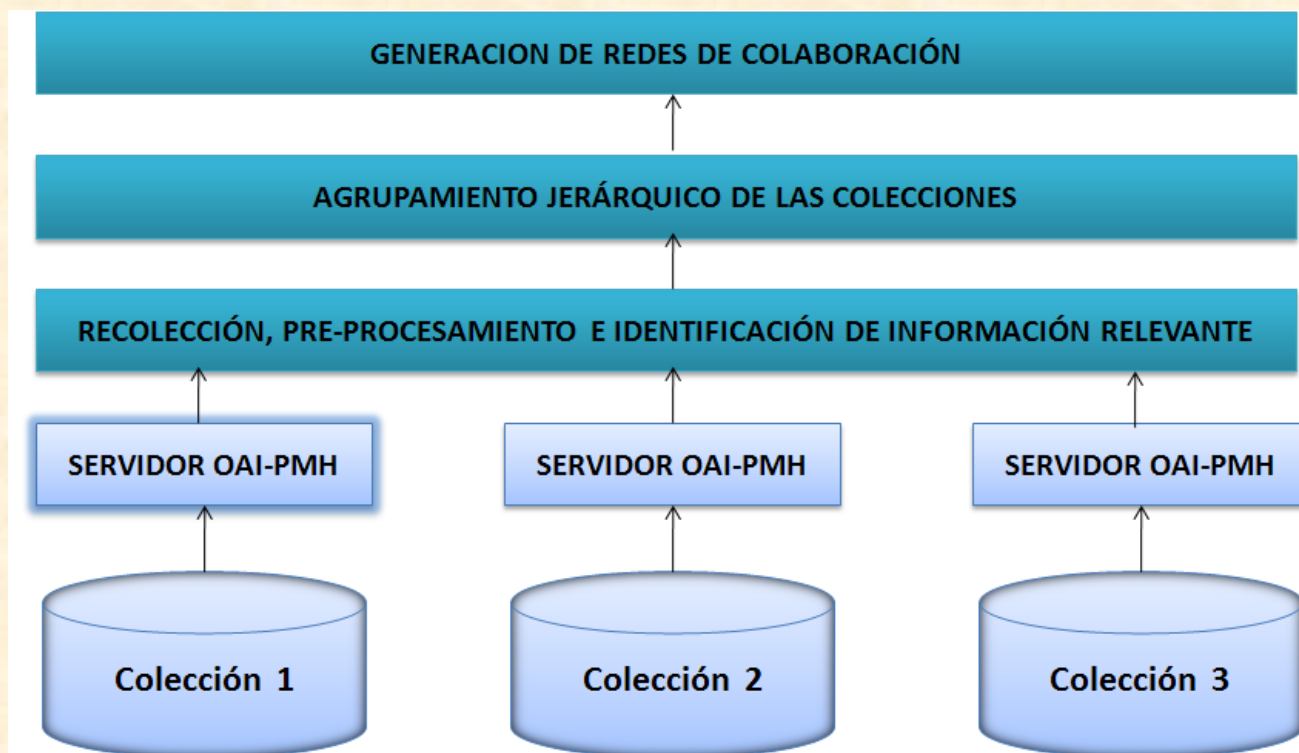 GENERACION DE REDES DE COLABORACIÓN
AGRUPAMIENTO JERÁRQUICO DE LAS COLECCIONES
RECOLECCIÓN, PRE-PROCESAMIENTO E IDENTIFICACIÓN DE INFORMACIÓN RELEVANTE
SERVIDOR OAI-PMH
SERVIDOR OAI-PMH
SERVIDOR OAI-PMH
Colección 1
Colección 2
Colección 3